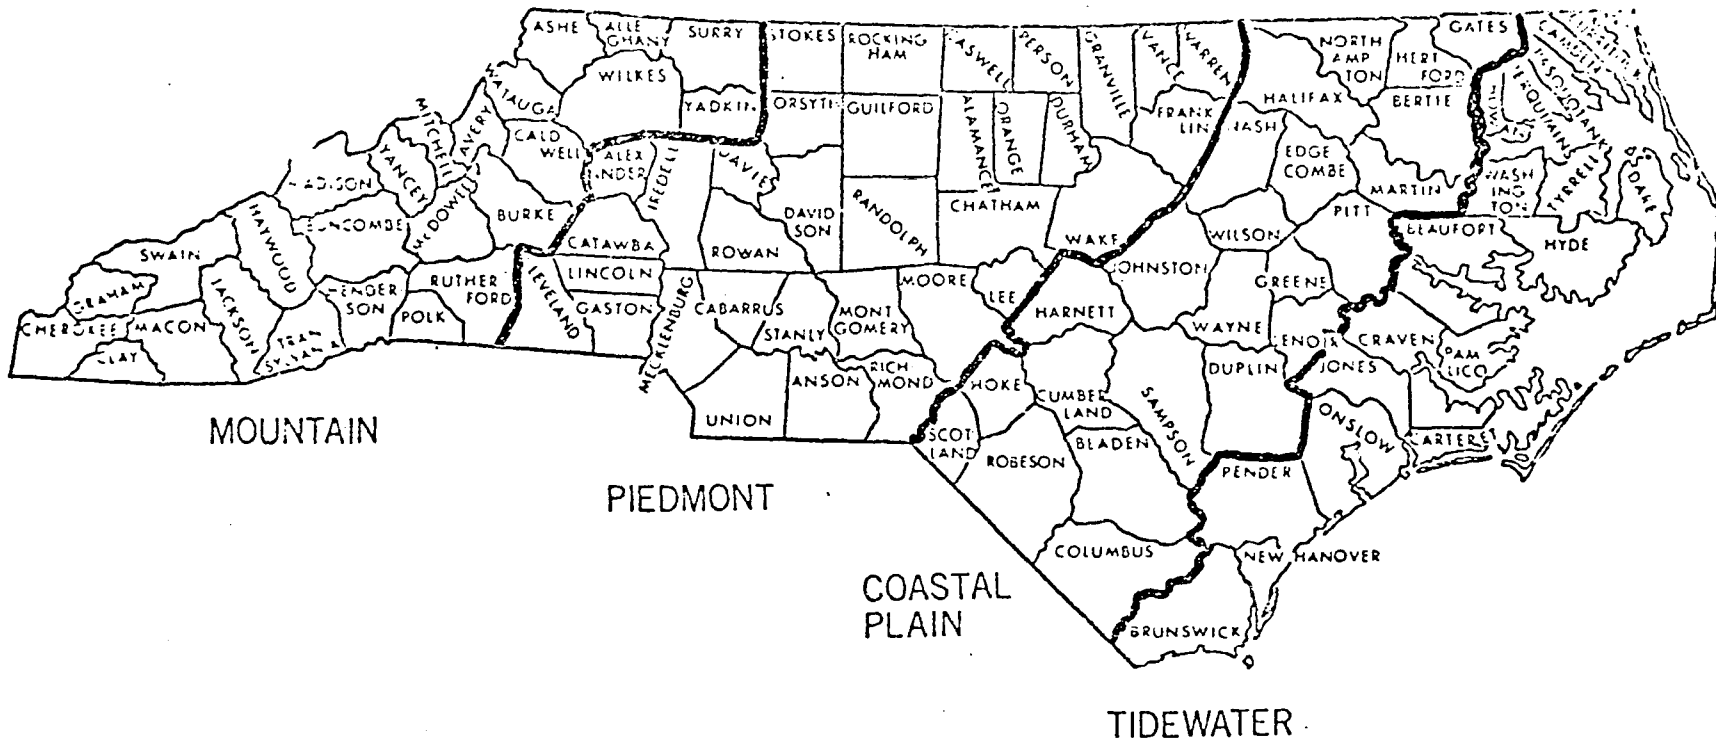 ASHE
ALLE
GHANY
SURRY
STOKES
ROCKING
HAM
CASWELL
PERSON
GRANVILLE
VANCE
WARREN
NORTH
AMP
TON
HERT
FORD
GATES
CAMDEN
PASQUOTANK
PERQUIMANS
WATAUGA
WILKES
YADKIN
FORSYTH
GUILFORD
ALAMANCE
ORANGE
DURHAM
FRANK
LIN
NASH
HALIFAX
BERTIE
MITCHELL
AVERY
CALD
WELL
ALEX
ANDER
IREDELL
DAVIE
EDGE
COMBE
MARTIN
WASH
ING
TON
TYRRELL
DARE
MADISON
YANCEY
McDOWELL
BURKE
CATAWBA
ROWAN
DAVID
SON
RANDOLPH
CHATHAM
WAKE
WILSON
PITT
BEAUFORT
HYDE
SWAIN
HAYWOOD
BUNCOMBE
RUTHER
FORD
CLEVELAND
LINCOLN
GASTON
MECKLENBURG
CABARRUS
STANLY
MONT
GOMERY
MOORE
LEE
HARNETT
JOHNSTON
GREENE
WAYNE
LENOIR
CRAVEN
PAM
LICO
GRAHAM
CHEROKEE
MACON
CLAY
JACKSON
TRAN
SYLVANIA
HENDER
SON
POLK
UNION
ANSON
RICH
MOND
HOKE
CUMBER
LAND
SAMPSON
DUPLIN
JONES
ONSLOW
CARTERET
SCOT
LAND
ROBESON
BLADEN
PENDER
COLUMBUS
NEW HANOVER
BRUNSWICK
MOUNTAIN
PIEDMONT
COASTAL
PLAIN
TIDEWATER